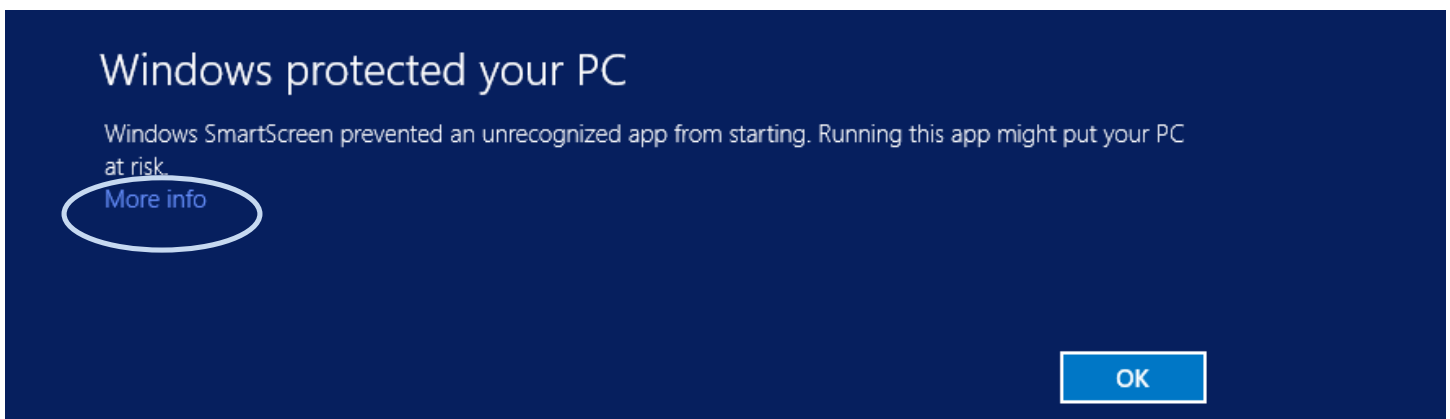 Windows protected your PC
Windows SmartScreen prevented an unrecognized app from starting. Running this app might put your PC
at risk.
More info
OK